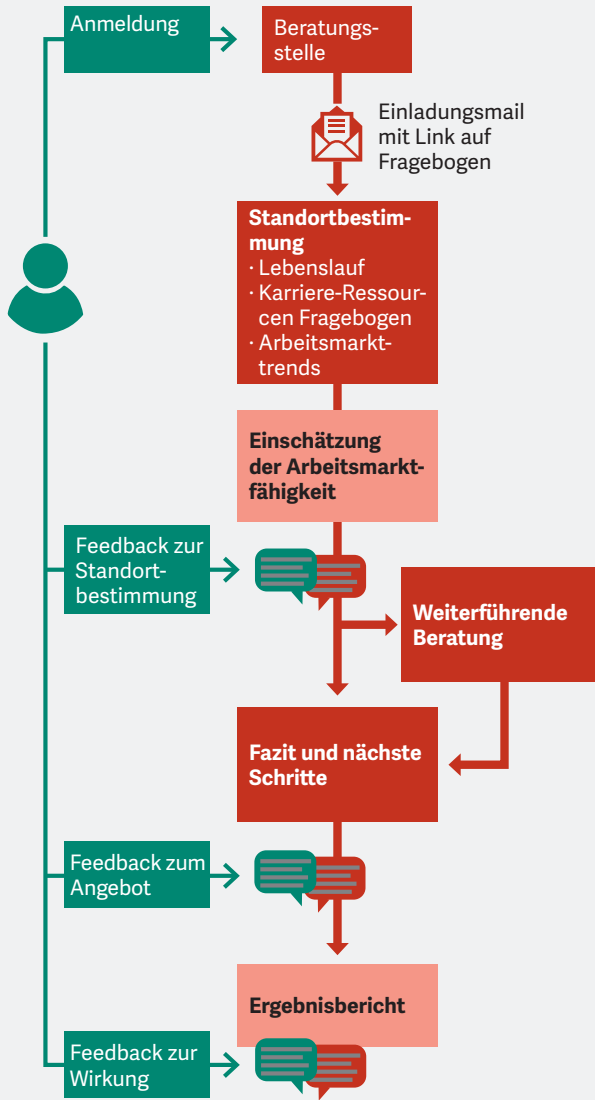 Anmeldung
Beratungs-
stelle
Einladungsmail
mit Link auf
Fragebogen
Standortbestim-
mung
· Lebenslauf
· Karriere-Ressour-
cen Fragebogen
· Arbeitsmarkt-
trends
Einschätzung
der Arbeitsmarkt-
fähigkeit
Feedback zur
Standort-
bestimmung
Weiterführende
Beratung
Fazit und nächste
Schritte
Feedback zum
Angebot
Ergebnisbericht
Feedback zur
Wirkung